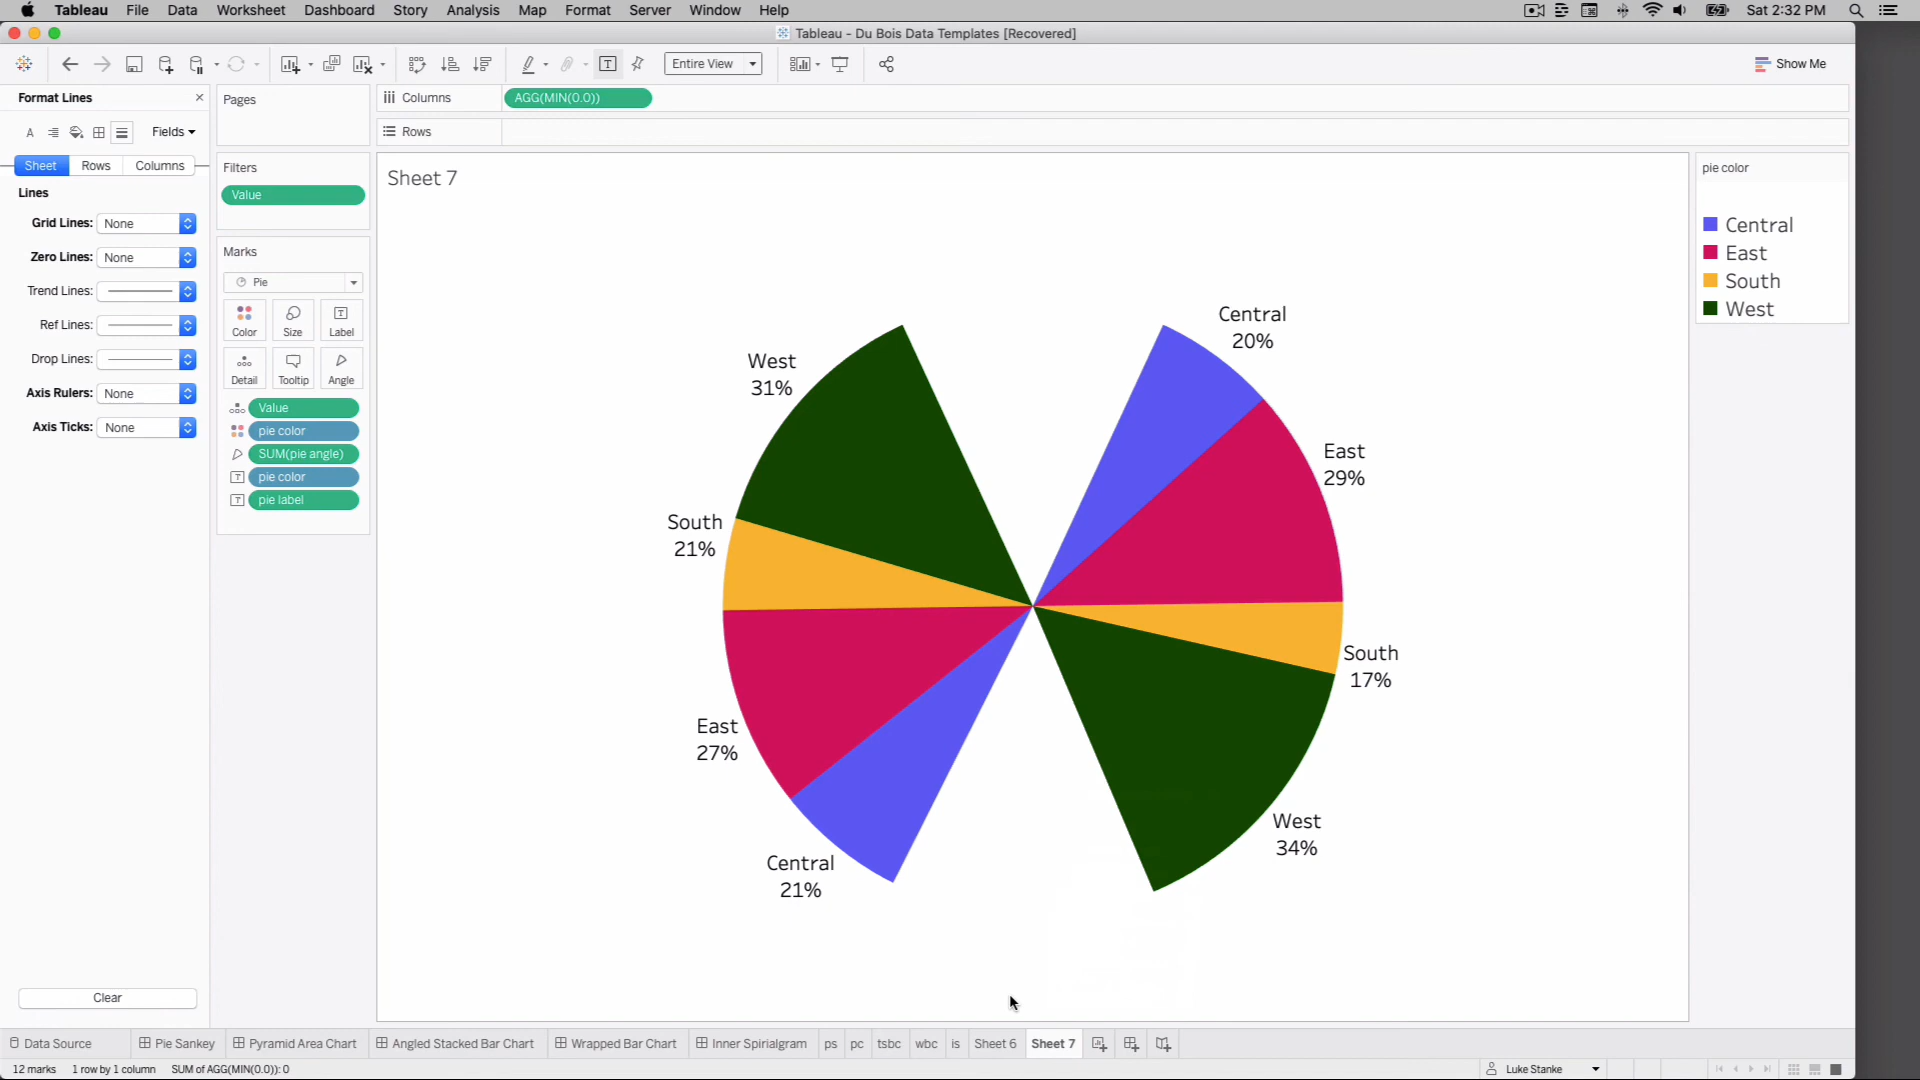 Tableau File Data Worksheet Dashboard Story Analysis Map Format Server Window Help Sat 2:32 PM
Tableau - Du Bois Data Templates [Recovered]
Entire View
Show Me
Format Lines
Fields
Sheet Rows Columns
Lines
Grid Lines: None
Zero Lines: None
Trend Lines:
Ref Lines:
Drop Lines:
Axis Rulers: None
Axis Ticks: None
Clear
Pages
Filters
Value
Marks
Pie
Color Size Label
Detail Tooltip Angle
Value
pie color
SUM(pie angle)
pie color
pie label
Columns AGG(MIN(0.0))
Rows
Sheet 7
Central
20%
West
31%
East
29%
South
21%
South
17%
East
27%
West
34%
Central
21%
pie color
Central
East
South
West
Data Source Pie Sankey Pyramid Area Chart Angled Stacked Bar Chart Wrapped Bar Chart Inner Spirialgram ps pc tsbc wbc is Sheet 6 Sheet 7
12 marks 1 row by 1 column SUM of AGG(MIN(0.0)): 0 Luke Stanke